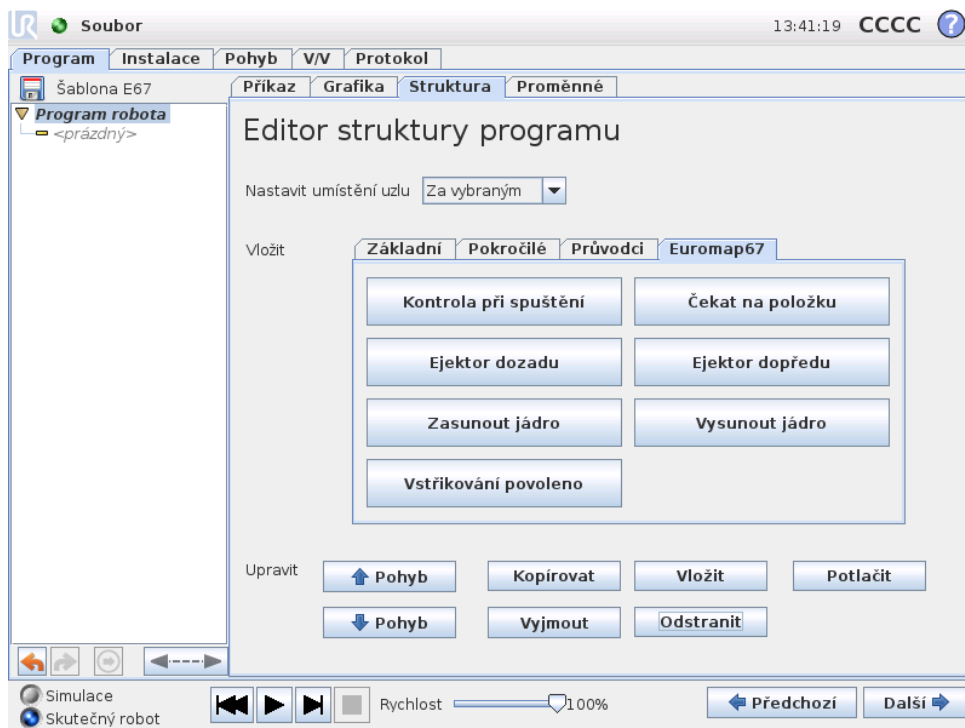 UR Soubor 13:41:19 CCCC ?
Program Instalace Pohyb V/V Protokol
Šablona E67 Příkaz Grafika Struktura Proměnné
Program robota
<prázdný>
Editor struktury programu
Nastavit umístění uzlu Za vybraným
Vložit Základní Pokročilé Průvodci Euromap67
Kontrola při spuštění Čekat na položku
Ejektor dozadu Ejektor dopředu
Zasunout jádro Vysunout jádro
Vstřikování povoleno
Upravit Pohyb Kopírovat Vložit Potlačit
Pohyb Vyjmout Odstranit
Simulace
Skutečný robot
Rychlost 100% Předchozí Další